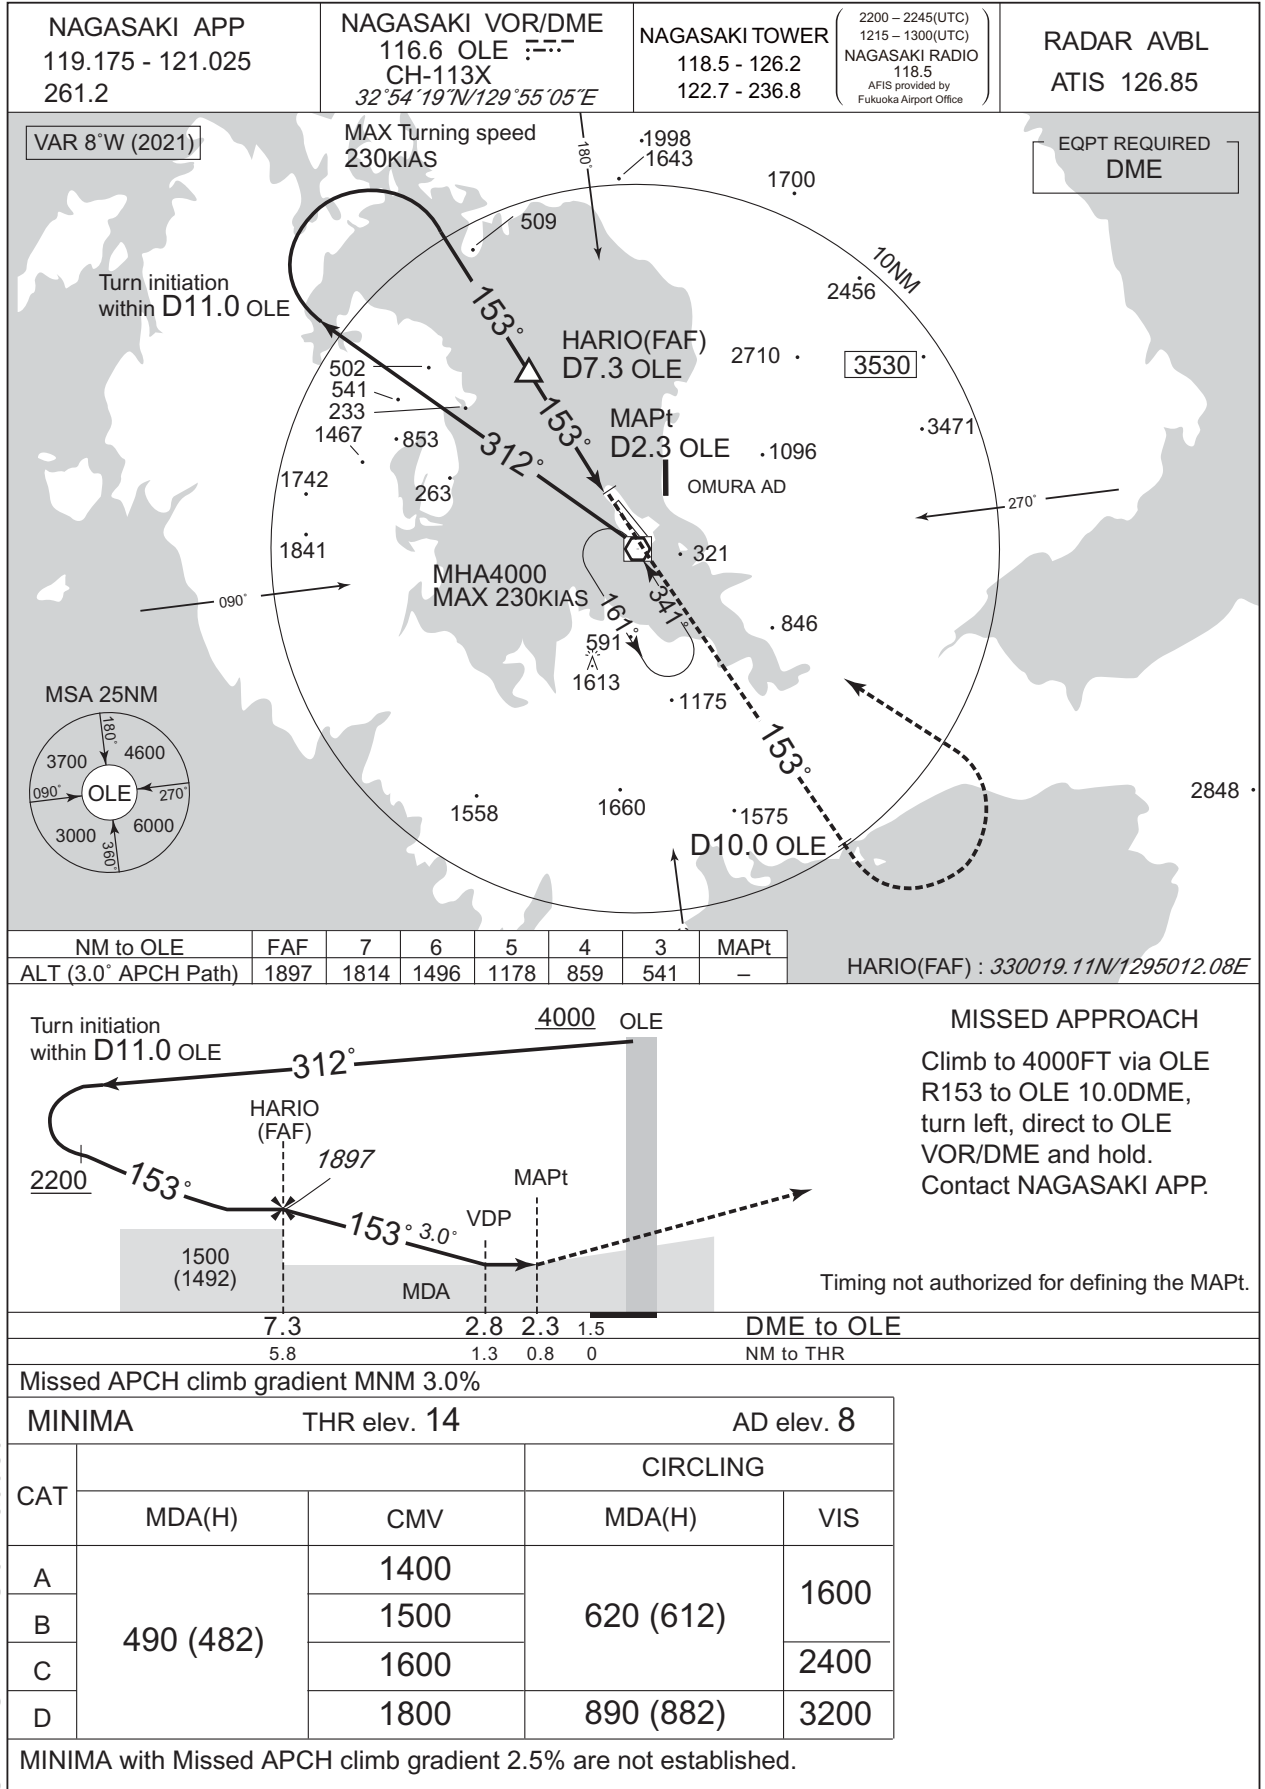 NAGASAKI APP
119.175 - 121.025
261.2
NAGASAKI VOR/DME
116.6 OLE
CH-113X
32°54´19˝N/129°55´05˝E
NAGASAKI TOWER
118.5 - 126.2
122.7 - 236.8
2200 – 2245(UTC)
1215 – 1300(UTC)
NAGASAKI RADIO
118.5
AFIS provided by
Fukuoka Airport Office
RADAR AVBL
ATIS 126.85
VAR 8˚W (2021)
MAX Turning speed
230KIAS
180˚
1998
1643
1700
EQPT REQUIRED
DME
509
10NM
2456
Turn initiation
within D11.0 OLE
153˚
HARIO(FAF)
D7.3 OLE
2710
3530
502
541
233
1467
853
312˚
153˚
MAPt
D2.3 OLE
1096
3471
1742
263
OMURA AD
270˚
1841
321
MHA4000
MAX 230KIAS
090˚
161˚
341˚
591
1613
846
1175
MSA 25NM
180˚
3700
4600
090˚
OLE
270˚
3000
6000
360˚
153˚
1558
1660
1575
2848
D10.0 OLE
NM to OLE FAF 7 6 5 4 3 MAPt
ALT (3.0˚ APCH Path) 1897 1814 1496 1178 859 541 –
HARIO(FAF) : 330019.11N/1295012.08E
Turn initiation
within D11.0 OLE
4000 OLE
312˚
HARIO
(FAF)
1897
2200
153˚
MAPt
153˚ 3.0˚
VDP
1500
(1492)
MDA
MISSED APPROACH
Climb to 4000FT via OLE
R153 to OLE 10.0DME,
turn left, direct to OLE
VOR/DME and hold.
Contact NAGASAKI APP.
Timing not authorized for defining the MAPt.
7.3 2.8 2.3 1.5 DME to OLE
5.8 1.3 0.8 0 NM to THR
Missed APCH climb gradient MNM 3.0%
MINIMA THR elev. 14 AD elev. 8
CAT
CIRCLING
MDA(H) CMV MDA(H) VIS
A 1400
B 1500
C 1600
D 1800
490 (482)
620 (612)
1600
2400
890 (882) 3200
MINIMA with Missed APCH climb gradient 2.5% are not established.